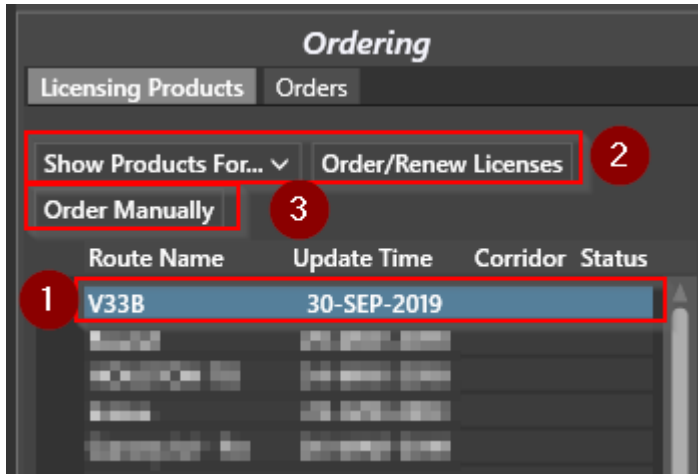 Ordering
Licensing Products Orders
Show Products For... Order/Renew Licenses 2
Order Manually 3
Route Name Update Time Corridor Status
1 V33B 30-SEP-2019